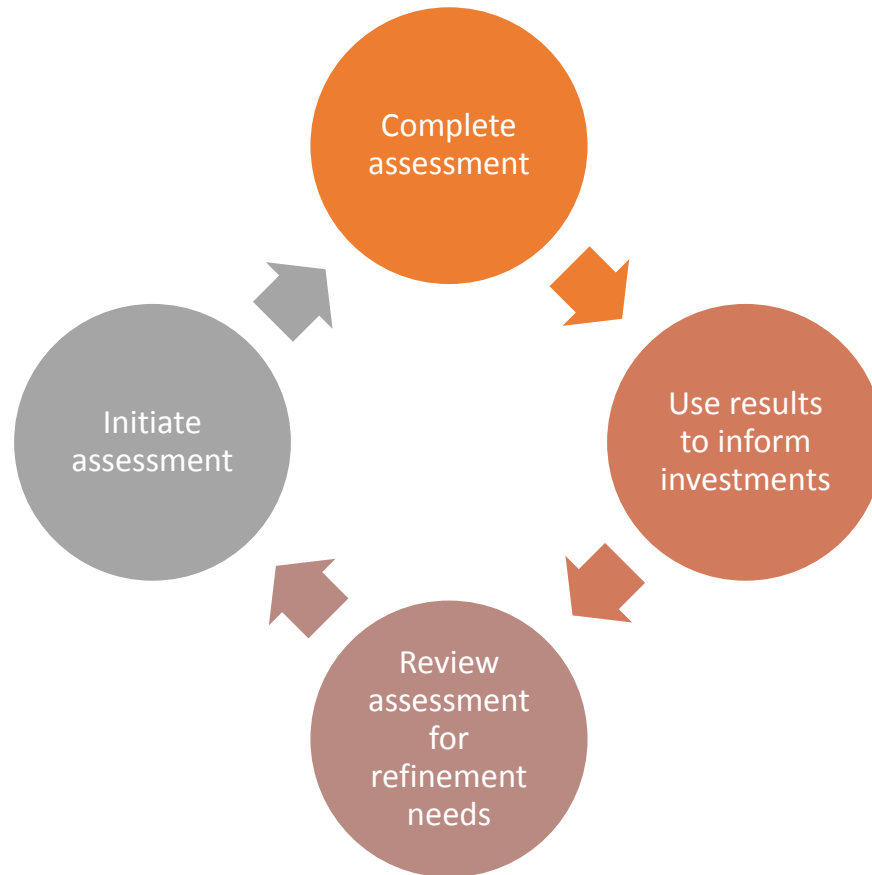 Complete
assessment
Use results
to inform
investments
Review
assessment
for
refinement
needs
Initiate
assessment